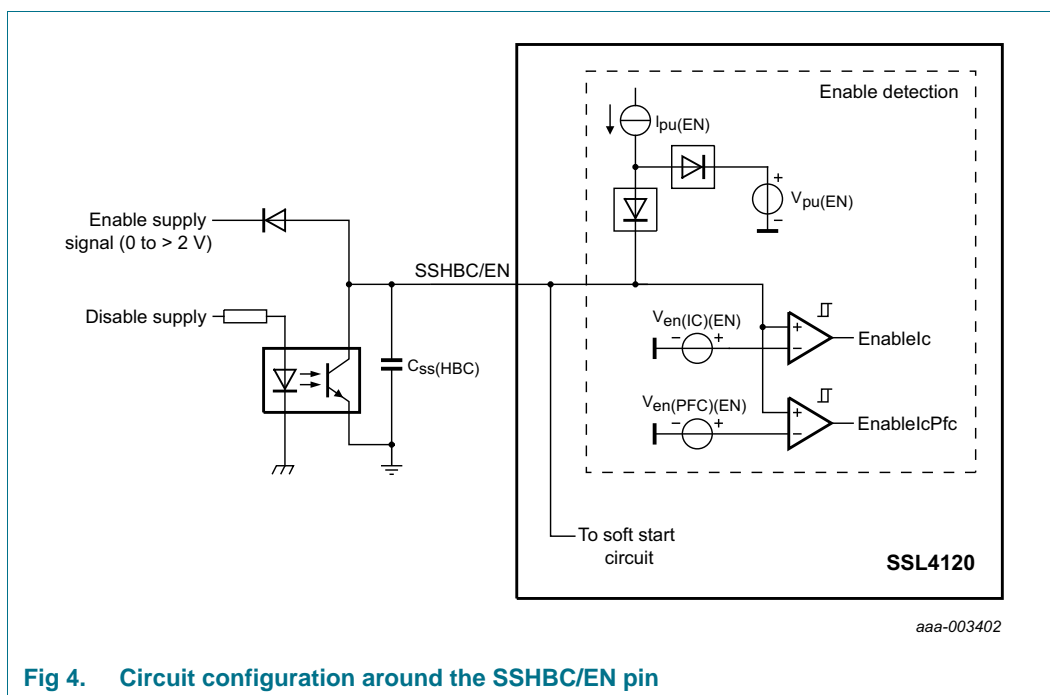 Enable detection
Ipu(EN)
+
Vpu(EN)
−
Enable supply
signal (0 to > 2 V)
SSHBC/EN
Disable supply
Css(HBC)
Ven(IC)(EN)
− +
+
−
EnableIc
Ven(PFC)(EN)
− +
+
−
EnableIcPfc
To soft start
circuit
SSL4120
aaa-003402
Fig 4. Circuit configuration around the SSHBC/EN pin